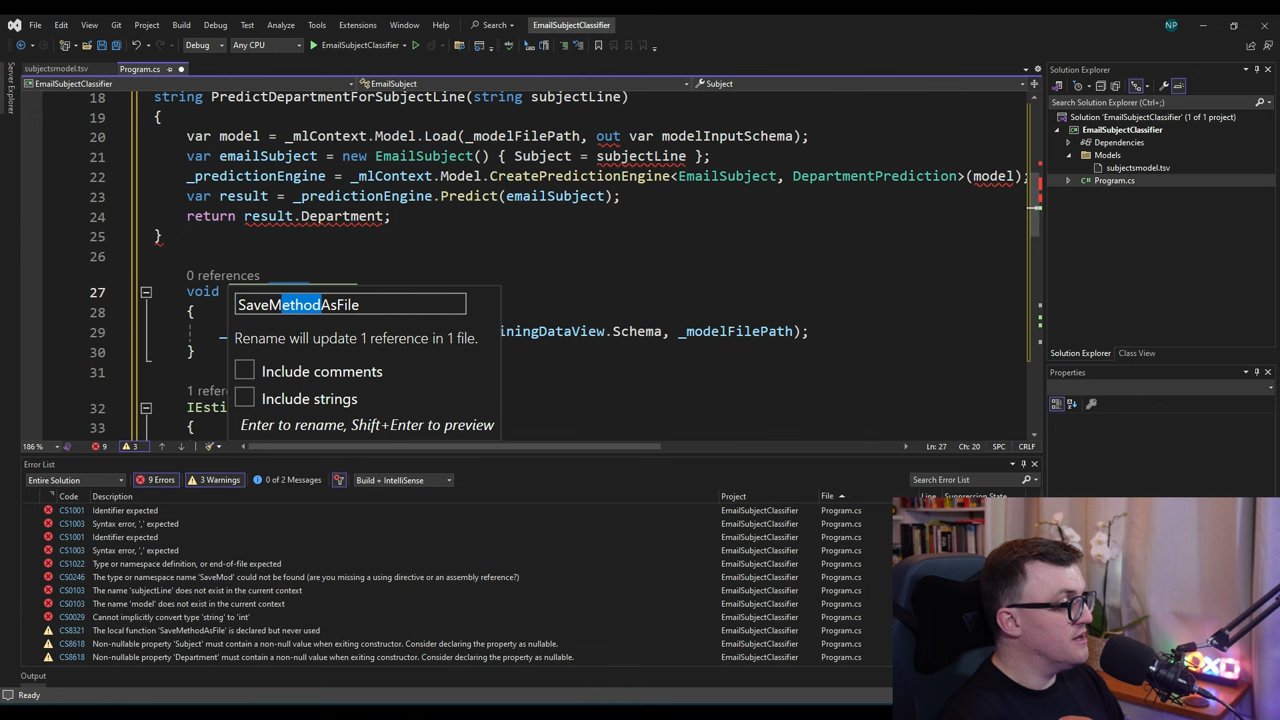 File Edit View Git Project Build Debug Test Analyze Tools Extensions Window Help Search EmailSubjectClassifier NP
Debug Any CPU EmailSubjectClassifier
Server Explorer
subjectsmodel.tsv Program.cs
EmailSubjectClassifier EmailSubject Subject
18 string PredictDepartmentForSubjectLine(string subjectLine)
19 {
20 var model = _mlContext.Model.Load(_modelFilePath, out var modelInputSchema);
21 var emailSubject = new EmailSubject() { Subject = subjectLine };
22 _predictionEngine = _mlContext.Model.CreatePredictionEngine<EmailSubject, DepartmentPrediction>(model);
23 var result = _predictionEngine.Predict(emailSubject);
24 return result.Department;
25 }
26
0 references
27 void
SaveMethodAsFile
28 {
29 iningDataView.Schema, _modelFilePath);
Rename will update 1 reference in 1 file.
30 }
31
Include comments
1 refer
Include strings
32 IEsti
33 {
Enter to rename, Shift+Enter to preview
186 % 9 3 Ln: 27 Ch: 20 SPC CRLF
Error List
Entire Solution 9 Errors 3 Warnings 0 of 2 Messages Build + IntelliSense Search Error List
Code Description Project File Line Suppression State
CS1001 Identifier expected EmailSubjectClassifier Program.cs
CS1003 Syntax error, ',' expected EmailSubjectClassifier Program.cs
CS1001 Identifier expected EmailSubjectClassifier Program.cs
CS1003 Syntax error, ',' expected EmailSubjectClassifier Program.cs
CS1022 Type or namespace definition, or end-of-file expected EmailSubjectClassifier Program.cs
CS0246 The type or namespace name 'SaveMod' could not be found (are you missing a using directive or an assembly reference?) EmailSubjectClassifier Program.cs
CS0103 The name 'subjectLine' does not exist in the current context EmailSubjectClassifier Program.cs
CS0103 The name 'model' does not exist in the current context EmailSubjectClassifier Program.cs
CS0029 Cannot implicitly convert type 'string' to 'int' EmailSubjectClassifier Program.cs
CS8321 The local function 'SaveMethodAsFile' is declared but never used EmailSubjectClassifier Program.cs
CS8618 Non-nullable property 'Subject' must contain a non-null value when exiting constructor. Consider declaring the property as nullable. EmailSubjectClassifier Program.cs
CS8618 Non-nullable property 'Department' must contain a non-null value when exiting constructor. Consider declaring the property as nullable. EmailSubjectClassifier Program.cs
Output
Ready
Solution Explorer
Search Solution Explorer (Ctrl+;)
Solution 'EmailSubjectClassifier' (1 of 1 project)
EmailSubjectClassifier
Dependencies
Models
subjectsmodel.tsv
Program.cs
Solution Explorer Class View
Properties